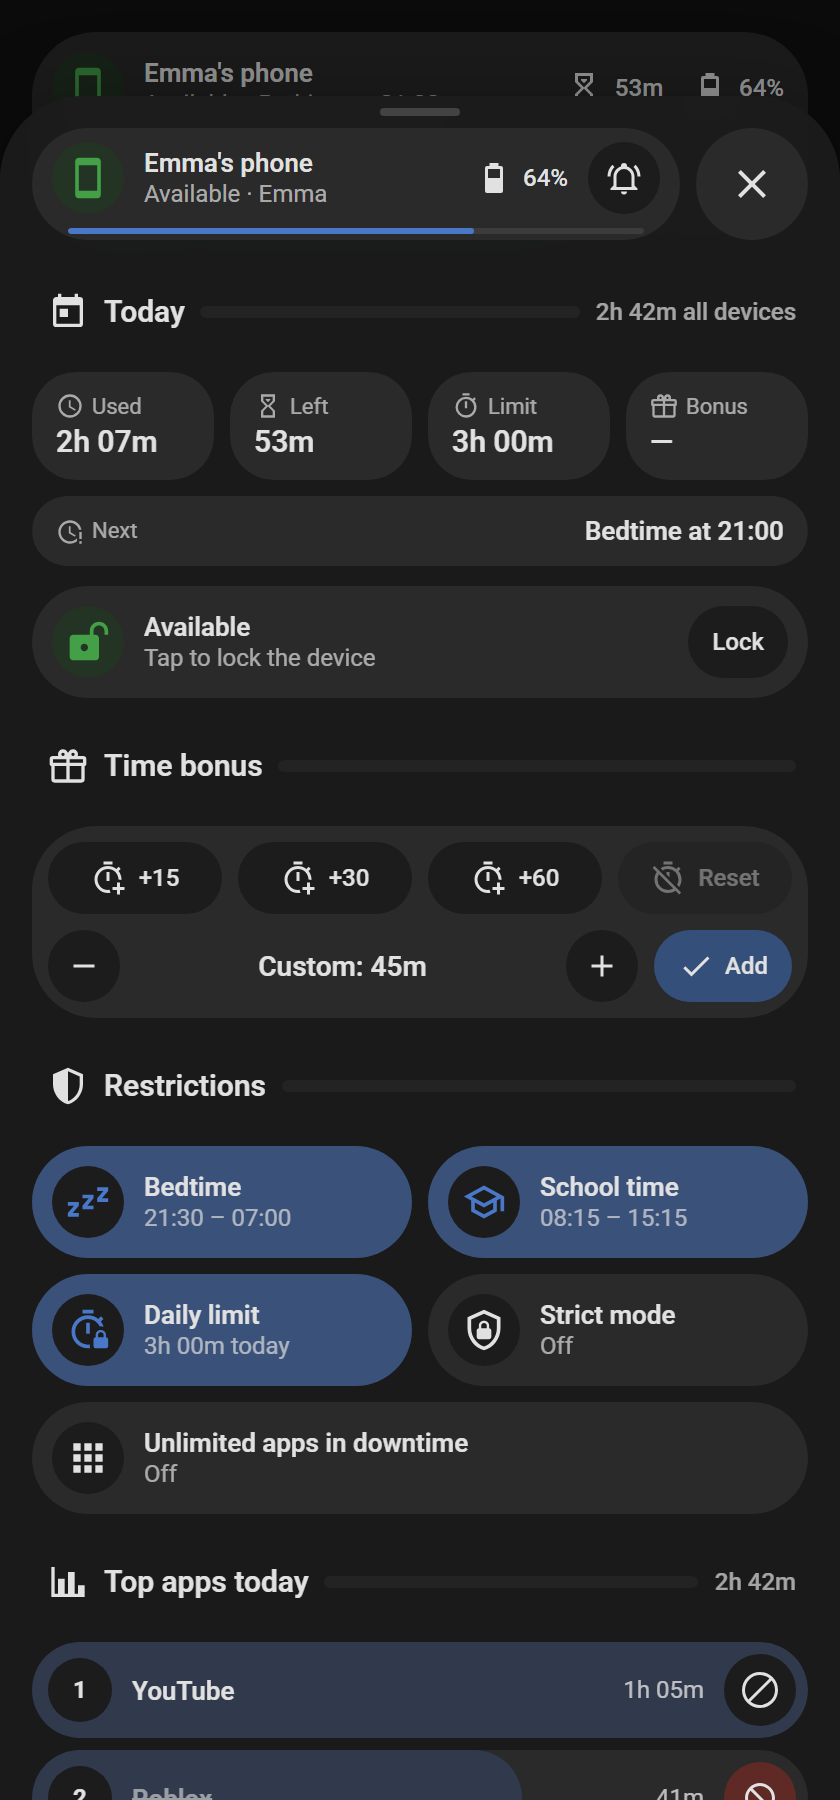 Emma's phone
53m
64%
Emma's phone
Available · Emma
64%
Today
2h 42m all devices
Used
2h 07m
Left
53m
Limit
3h 00m
Bonus
—
Next
Bedtime at 21:00
Available
Tap to lock the device
Lock
Time bonus
+15
+30
+60
Reset
Custom: 45m
Add
Restrictions
zzZ
Bedtime
21:30 – 07:00
School time
08:15 – 15:15
Daily limit
3h 00m today
Strict mode
Off
Unlimited apps in downtime
Off
Top apps today
2h 42m
1
YouTube
1h 05m
2
Roblox
41m